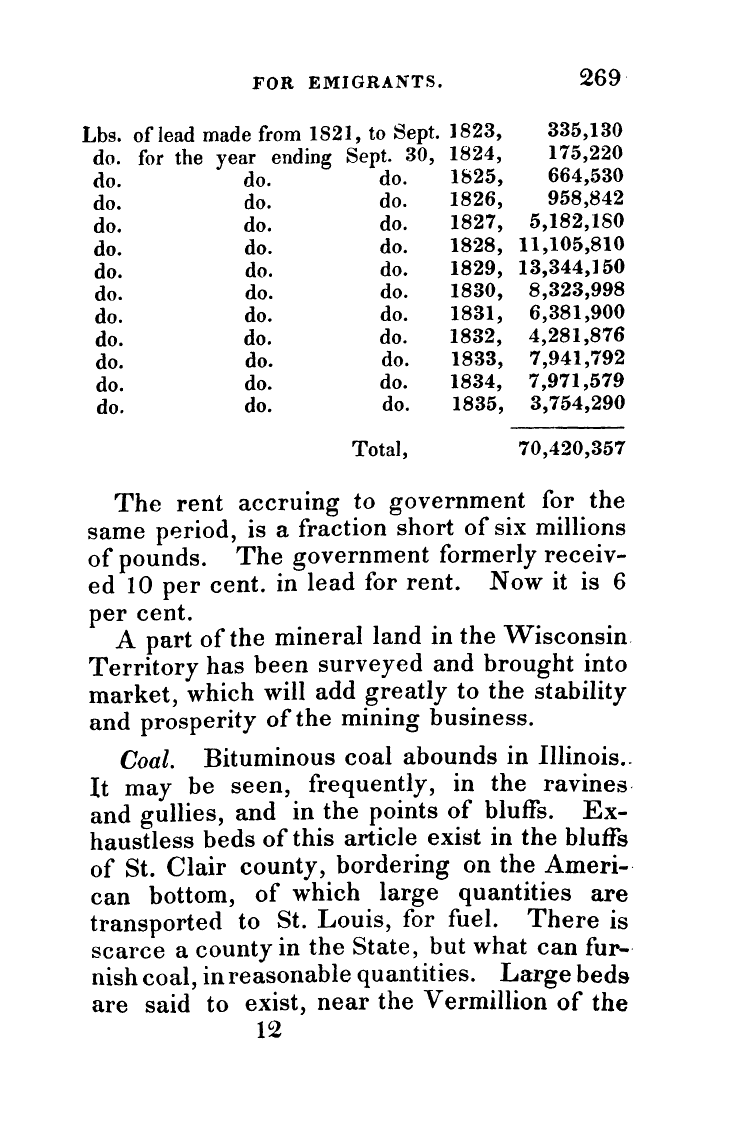 FOR EMIGRANTS. 269
Lbs. of lead made from 1821, to Sept. 1823, 335,130
do. for the year ending Sept. 30, 1824, 175,220
do. do. do. 1825, 664,530
do. do. do. 1826, 958,842
do. do. do. 1827, 5,182,180
do. do. do. 1828, 11,105,810
do. do. do. 1829, 13,344,150
do. do. do. 1830, 8,323,998
do. do. do. 1831, 6,381,900
do. do. do. 1832, 4,281,876
do. do. do. 1833, 7,941,792
do. do. do. 1834, 7,971,579
do. do. do. 1835, 3,754,290
Total, 70,420,357
The rent accruing to government for the
same period, is a fraction short of six millions
of pounds. The government formerly receiv-
ed 10 per cent. in lead for rent. Now it is 6
per cent.
A part of the mineral land in the Wisconsin
Territory has been surveyed and brought into
market, which will add greatly to the stability
and prosperity of the mining business.
Coal. Bituminous coal abounds in Illinois.
It may be seen, frequently, in the ravines
and gullies, and in the points of bluffs. Ex-
haustless beds of this article exist in the bluffs
of St. Clair county, bordering on the Ameri-
can bottom, of which large quantities are
transported to St. Louis, for fuel. There is
scarce a county in the State, but what can fur-
nish coal, in reasonable quantities. Large beds
are said to exist, near the Vermillion of the
12